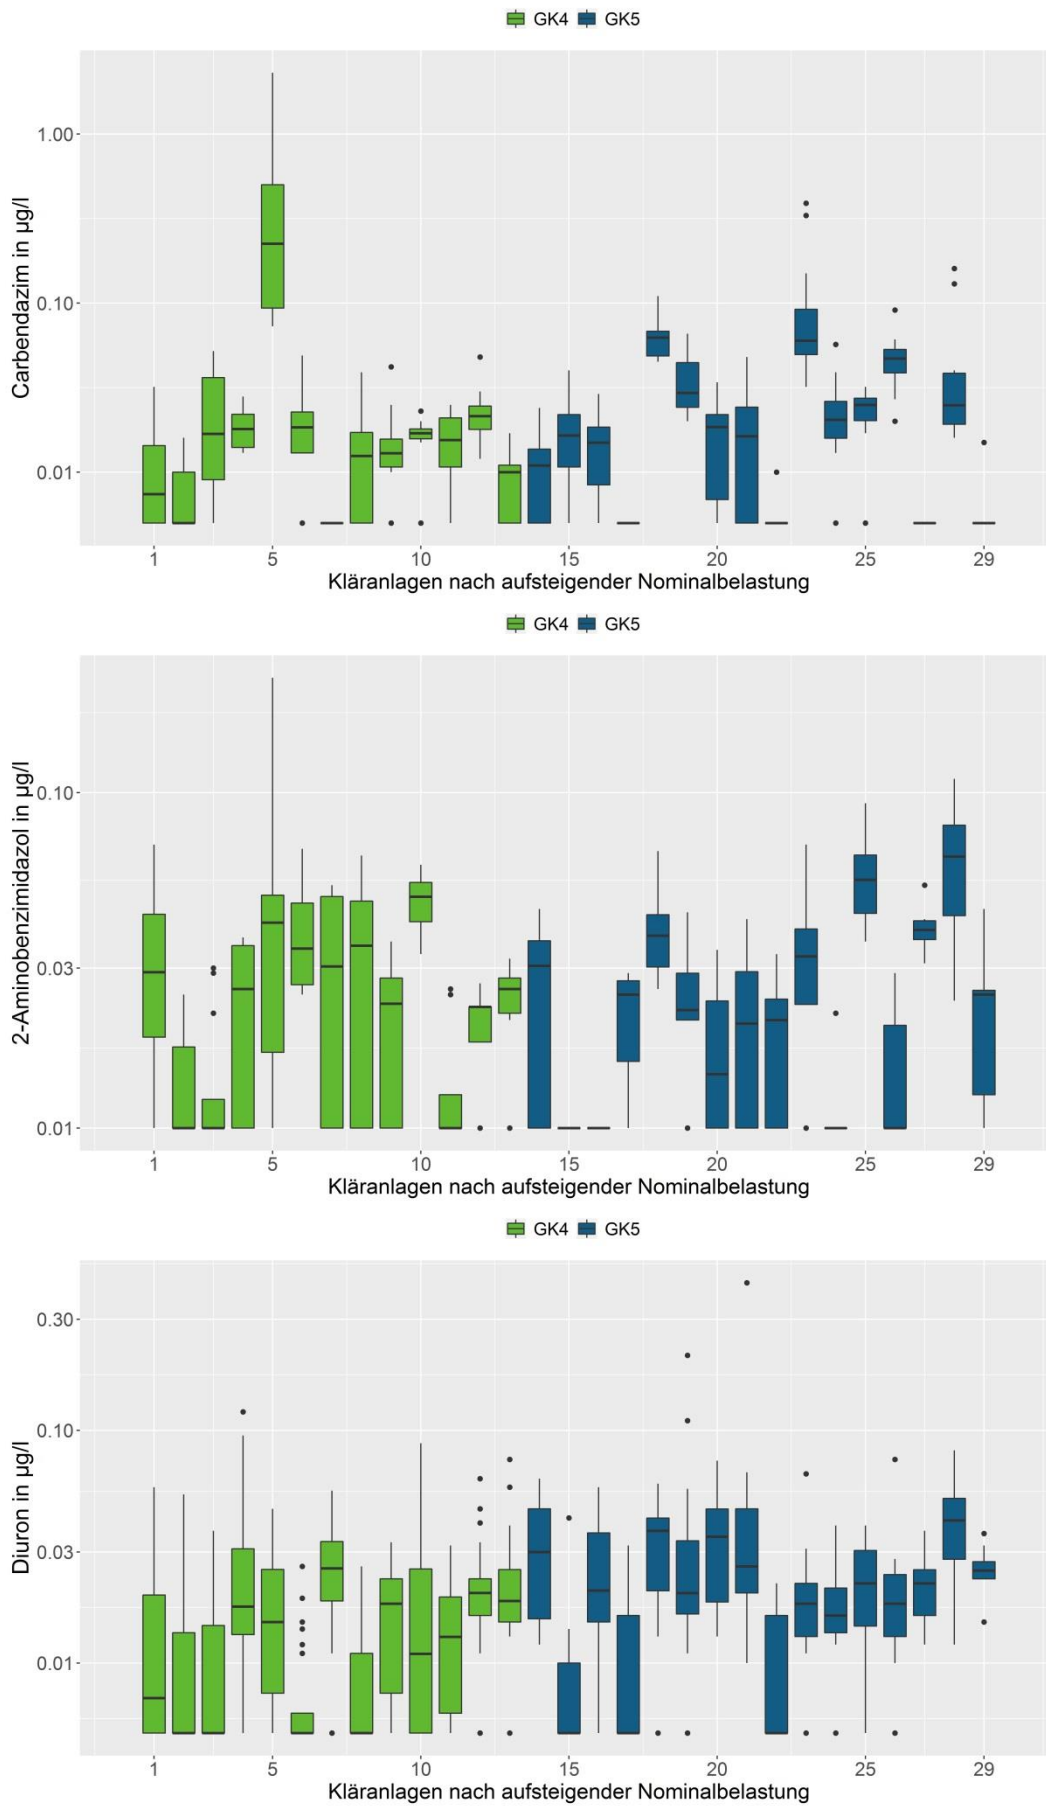 GK4 GK5
Carbendazim in µg/l
1.00
0.10
0.01
1 5 10 15 20 25 29
Kläranlagen nach aufsteigender Nominalbelastung
GK4 GK5
2-Aminobenzimidazol in µg/l
0.10
0.03
0.01
1 5 10 15 20 25 29
Kläranlagen nach aufsteigender Nominalbelastung
GK4 GK5
Diuron in µg/l
0.30
0.10
0.03
0.01
1 5 10 15 20 25 29
Kläranlagen nach aufsteigender Nominalbelastung